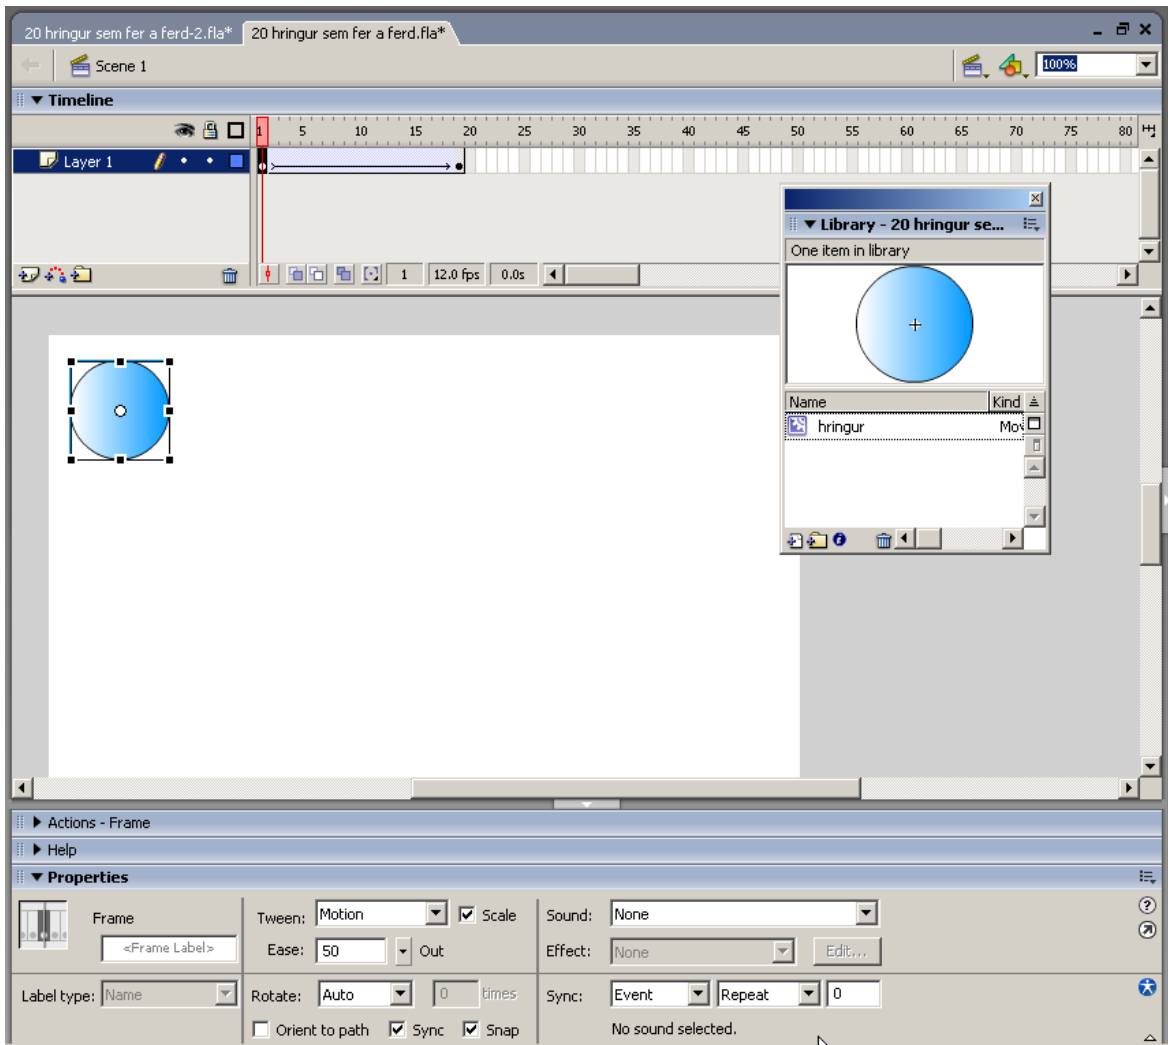 20 hringur sem fer a ferd-2.fla* 20 hringur sem fer a ferd.fla*
Scene 1 100%
Timeline
1 5 10 15 20 25 30 35 40 45 50 55 60 65 70 75 80
Layer 1
1 12.0 fps 0.0s
Library - 20 hringur se...
One item in library
Name Kind
hringur Mov
Actions - Frame
Help
Properties
Frame Tween: Motion Scale Sound: None
<Frame Label> Ease: 50 Out Effect: None Edit...
Label type: Name Rotate: Auto 0 times Sync: Event Repeat 0
Orient to path Sync Snap No sound selected.